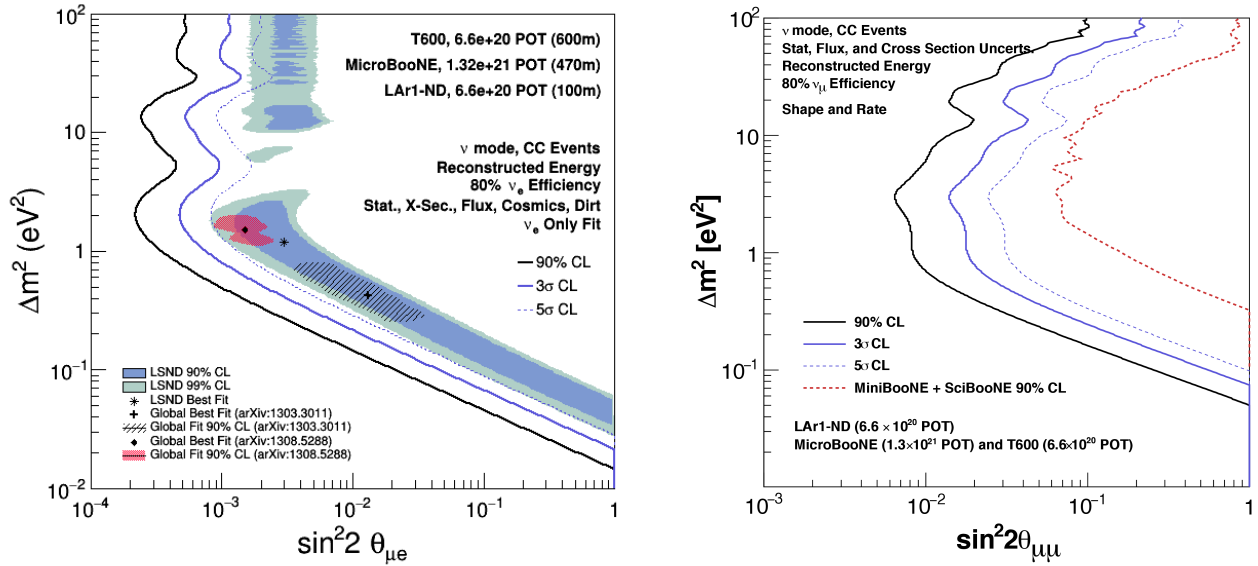 T600, 6.6e+20 POT (600m)
MicroBooNE, 1.32e+21 POT (470m)
LAr1-ND, 6.6e+20 POT (100m)
ν mode, CC Events
Reconstructed Energy
80% νe Efficiency
Stat., X-Sec., Flux, Cosmics, Dirt
νe Only Fit
90% CL
3σ CL
5σ CL
LSND 90% CL
LSND 99% CL
LSND Best Fit
Global Best Fit (arXiv:1303.3011)
Global Fit 90% CL (arXiv:1303.3011)
Global Best Fit (arXiv:1308.5288)
Global Fit 90% CL (arXiv:1308.5288)
10²
10
1
10⁻¹
10⁻²
Δm² (eV²)
10⁻⁴ 10⁻³ 10⁻² 10⁻¹ 1
sin²2 θμe
ν mode, CC Events
Stat, Flux, and Cross Section Uncerts.
Reconstructed Energy
80% νμ Efficiency
Shape and Rate
90% CL
3σ CL
5σ CL
MiniBooNE + SciBooNE 90% CL
LAr1-ND (6.6 × 10²⁰ POT)
MicroBooNE (1.3×10²¹ POT) and T600 (6.6×10²⁰ POT)
10²
10
1
10⁻¹
Δm² [eV²]
10⁻³ 10⁻² 10⁻¹ 1
sin²2θμμ